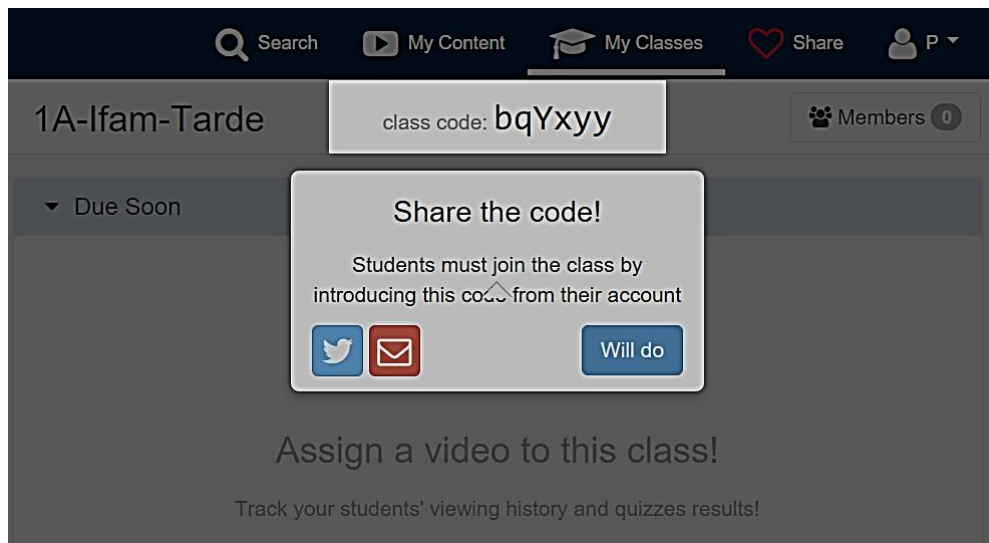 Search My Content My Classes Share P
1A-Ifam-Tarde class code: bqYxyy Members 0
Due Soon
Share the code!
Students must join the class by
introducing this code from their account
Will do
Assign a video to this class!
Track your students' viewing history and quizzes results!